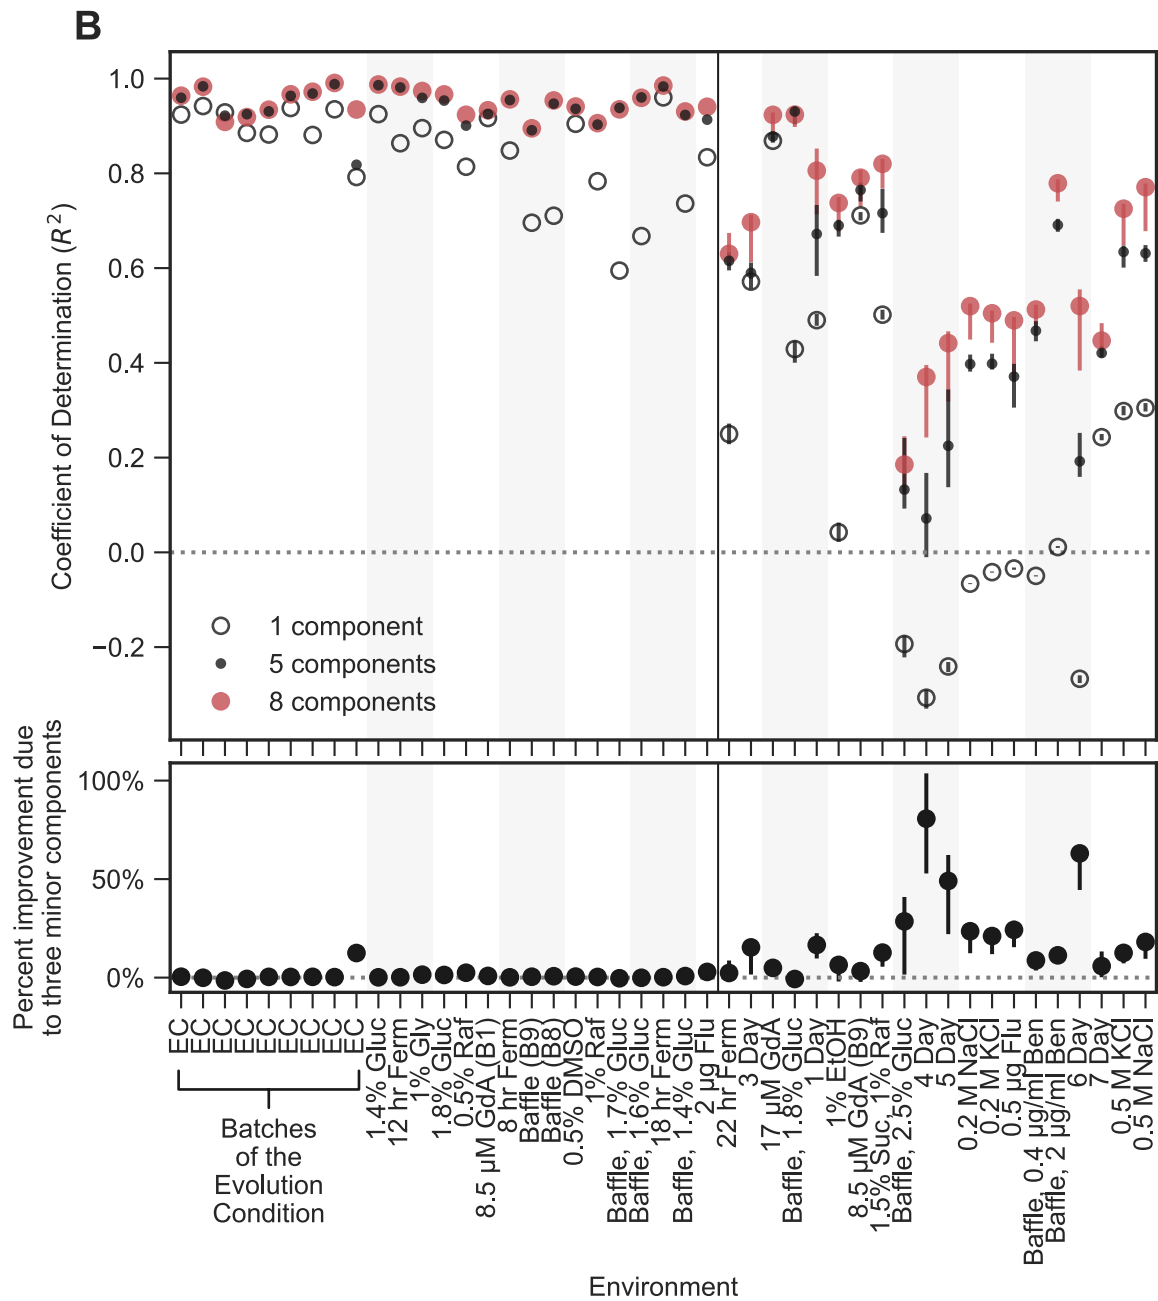 B
Coefficient of Determination (R²)
1.0
0.8
0.6
0.4
0.2
0.0
−0.2
1 component
5 components
8 components
Percent improvement due
to three minor components
100%
50%
0%
EC
EC
EC
EC
EC
EC
EC
EC
EC
1.4% Gluc
12 hr Ferm
1% Gly
1.8% Gluc
0.5% Raf
8.5 µM GdA (B1)
8 hr Ferm
Baffle (B9)
Baffle (B8)
0.5% DMSO
1% Raf
Baffle, 1.7% Gluc
Baffle, 1.6% Gluc
18 hr Ferm
Baffle, 1.4% Gluc
2 µg Flu
22 hr Ferm
3 Day
17 µM GdA
Baffle, 1.8% Gluc
1 Day
1% EtOH
8.5 µM GdA (B9)
1.5% Suc, 1% Raf
Baffle, 2.5% Gluc
4 Day
5 Day
0.2 M NaCl
0.2 M KCl
0.5 µg Flu
Baffle, 0.4 µg/ml Ben
Baffle, 2 µg/ml Ben
6 Day
7 Day
0.5 M KCl
0.5 M NaCl
Batches
of the
Evolution
Condition
Environment